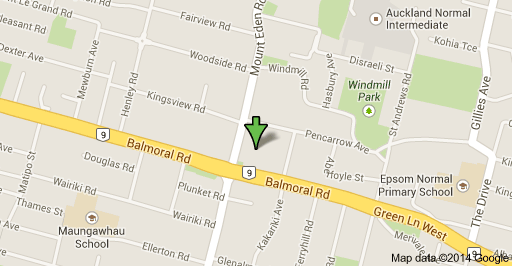 St Le Grand Rd
Pleasant Rd
Fairview Rd
Mount Eden Rd
Auckland Normal
Intermediate
Kohia Tce
Dexter Ave
Mewburn Ave
Woodside Rd
Windmill Rd
Disraeli St
Hasbury Ave
Windmill
Park
St Andrews Rd
Gillies Ave
Henley Rd
Kingsview Rd
Pencarrow Ave
9
Balmoral Rd
Matipo St
Douglas Rd
9
Balmoral Rd
Hoyle St
Epsom Normal
Primary School
Wairiki Rd
Plunket Rd
Thames St
Wairiki Rd
Maungawhau
School
Ellerton Rd
Kakariki Ave
Green Ln West
The Drive
Map data ©2014 Google